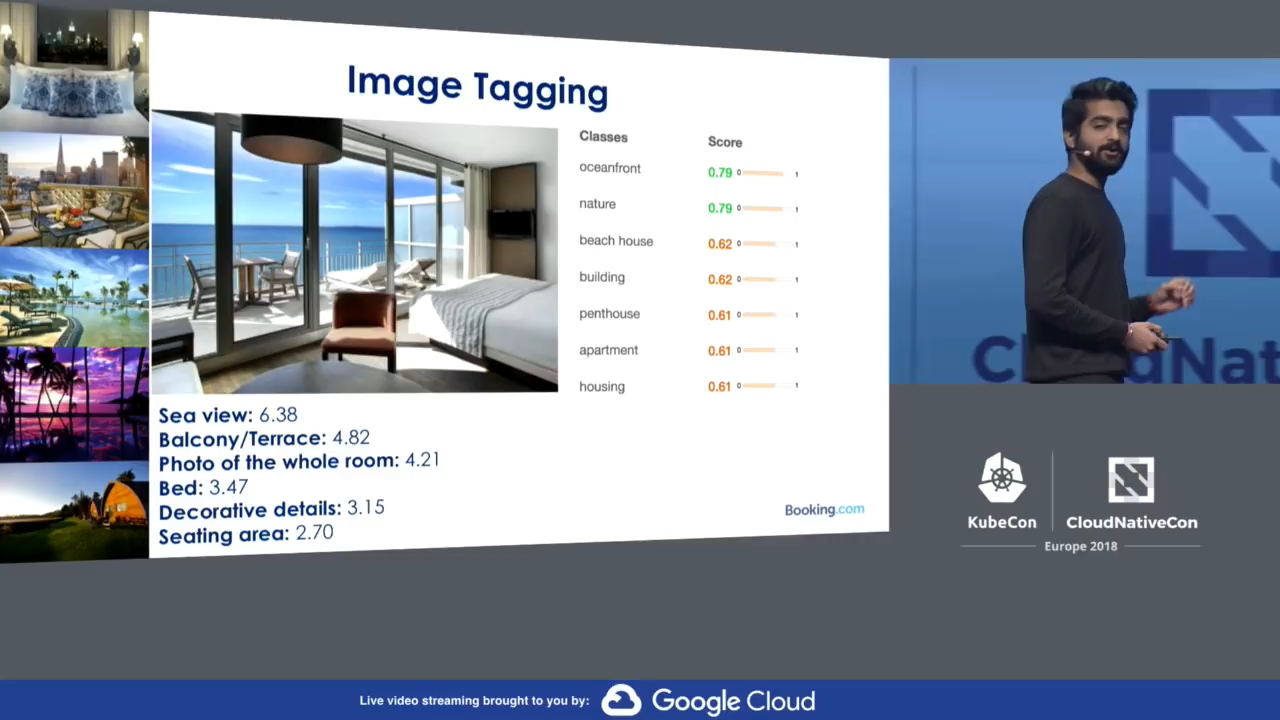 Image Tagging
Classes Score
oceanfront 0.79 0 1
nature 0.79 0 1
beach house 0.62 0 1
building 0.62 0 1
penthouse 0.61 0 1
apartment 0.61 0 1
housing 0.61 0 1
Sea view: 6.38
Balcony/Terrace: 4.82
Photo of the whole room: 4.21
Bed: 3.47
Decorative details: 3.15
Seating area: 2.70
Booking.com
KubeCon CloudNativeCon
Europe 2018
Live video streaming brought to you by: Google Cloud